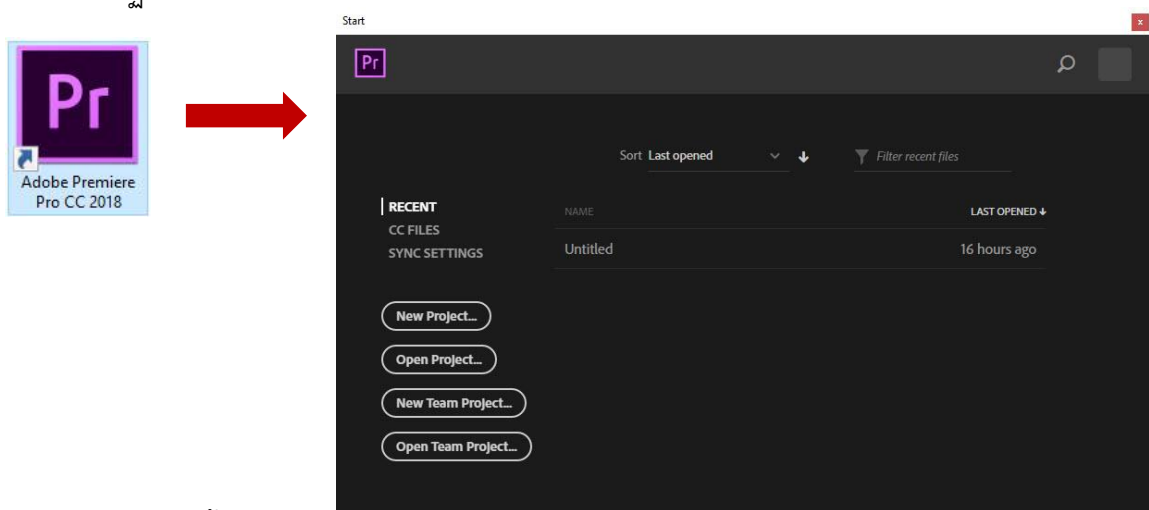 Start
Pr
Pr
Adobe Premiere
Pro CC 2018
Sort Last opened
Filter recent files
RECENT
CC FILES
SYNC SETTINGS
NAME
LAST OPENED
Untitled
16 hours ago
New Project...
Open Project...
New Team Project...
Open Team Project...